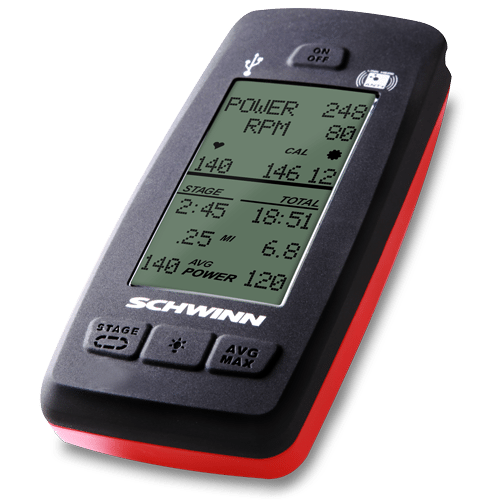 ON
OFF
POWER 248
RPM 80
CAL
140 146 12
STAGE TOTAL
2:45 18:51
.25 MI 6.8
AVG
140 POWER 120
SCHWINN
STAGE
AVG
MAX